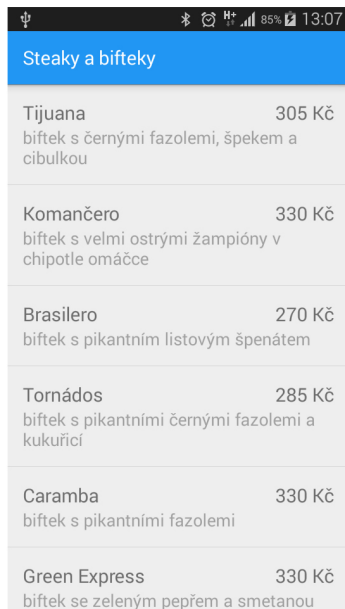 H+ 85% 13:07
Steaky a bifteky
Tijuana 305 Kč
biftek s černými fazolemi, špekem a
cibulkou
Komančero 330 Kč
biftek s velmi ostrými žampióny v
chipotle omáčce
Brasilero 270 Kč
biftek s pikantním listovým špenátem
Tornádos 285 Kč
biftek s pikantními černými fazolemi a
kukuřicí
Caramba 330 Kč
biftek s pikantními fazolemi
Green Express 330 Kč
biftek se zeleným pepřem a smetanou